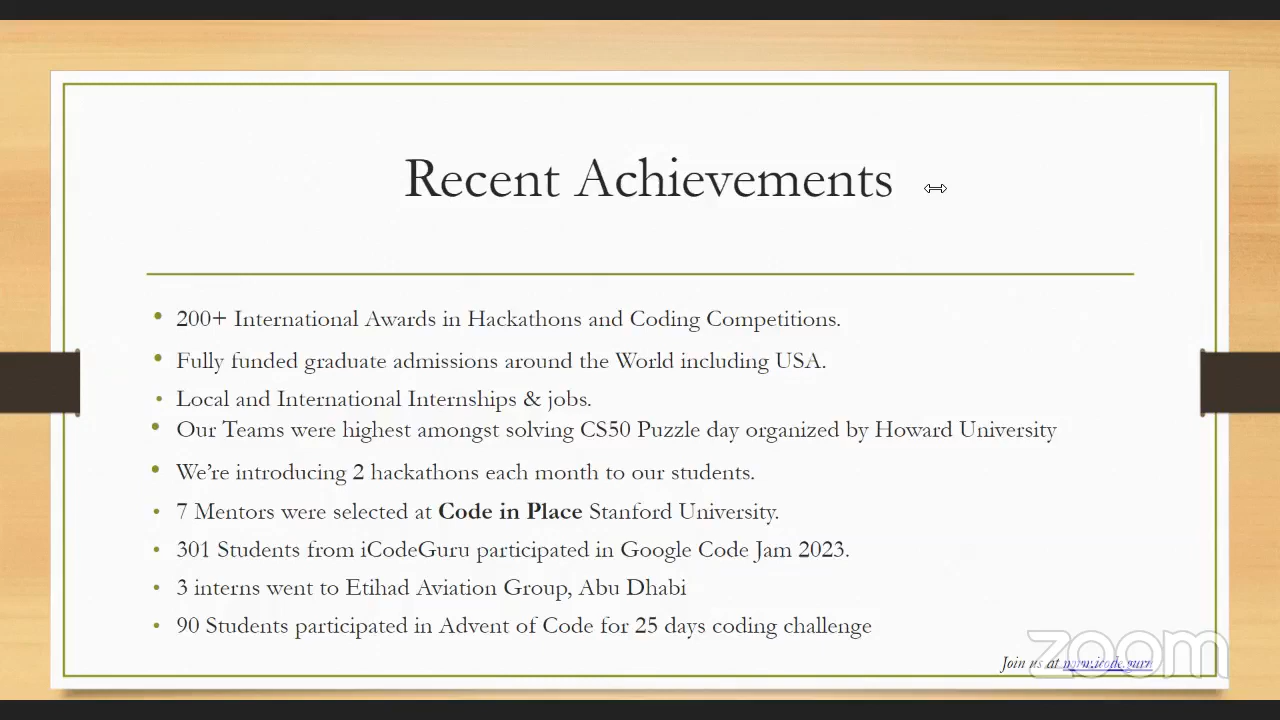 Recent Achievements
• 200+ International Awards in Hackathons and Coding Competitions.
• Fully funded graduate admissions around the World including USA.
• Local and International Internships & jobs.
• Our Teams were highest amongst solving CS50 Puzzle day organized by Howard University
• We're introducing 2 hackathons each month to our students.
• 7 Mentors were selected at Code in Place Stanford University.
• 301 Students from iCodeGuru participated in Google Code Jam 2023.
• 3 interns went to Etihad Aviation Group, Abu Dhabi
• 90 Students participated in Advent of Code for 25 days coding challenge
Join us at www.icode.guru
zoom